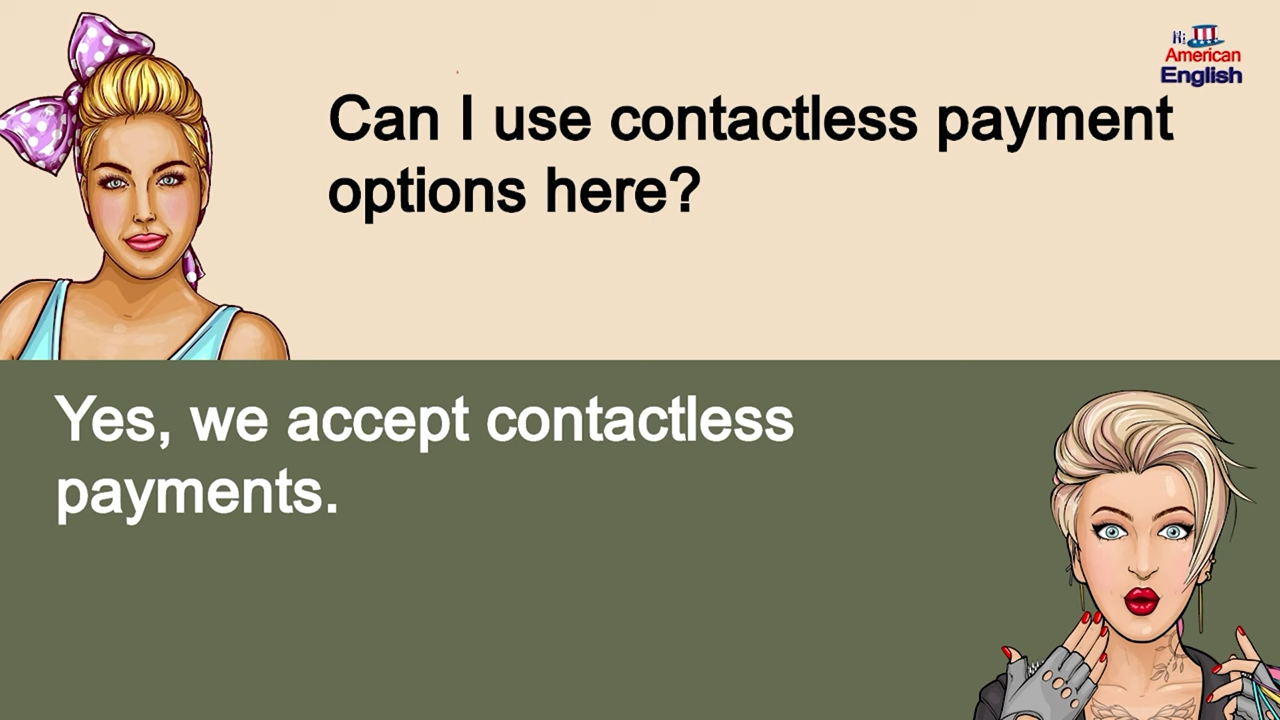 Hi
American
English
Can I use contactless payment
options here?
Yes, we accept contactless
payments.